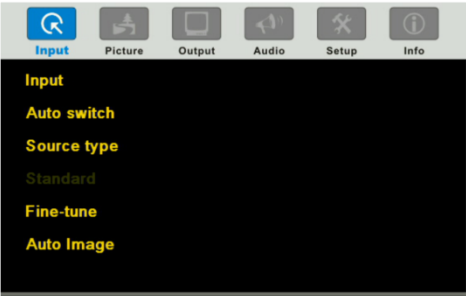 Input Picture Output Audio Setup Info
Input
Auto switch
Source type
Standard
Fine-tune
Auto Image